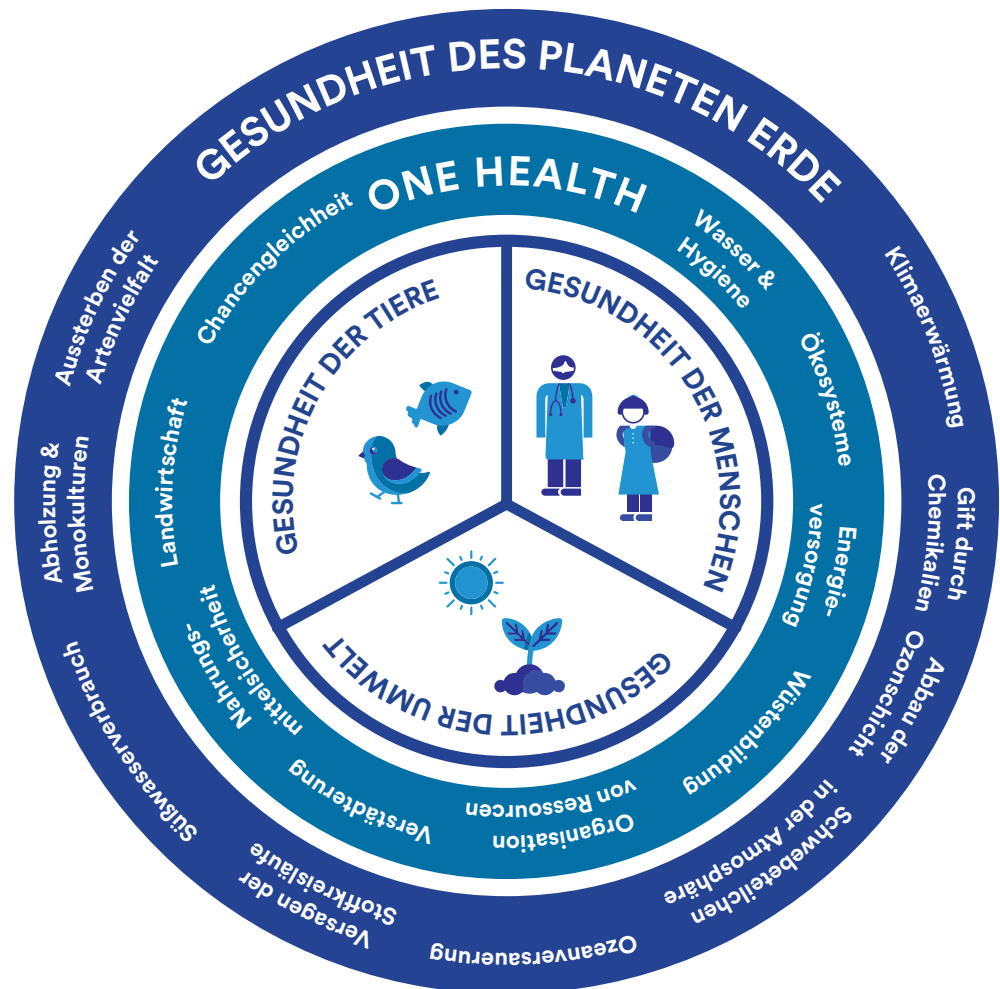 GESUNDHEIT DES PLANETEN ERDE
Klimaerwärmung
Gift durch
Chemikalien
Abbau der
Ozonschicht
Schwebeteilchen
in der Atmosphäre
Ozeanversauerung
Versagen der
Stoffkreisläufe
Süßwasserverbrauch
Abholzung &
Monokulturen
Aussterben der
Artenvielfalt
ONE HEALTH
Wasser &
Hygiene
Ökosysteme
Energie-
versorgung
Wüstenbildung
Organisation
von Ressourcen
Verstädterung
Nahrungs-
mittelsicherheit
Landwirtschaft
Chancengleichheit
GESUNDHEIT DER TIERE
GESUNDHEIT DER MENSCHEN
GESUNDHEIT DER UMWELT